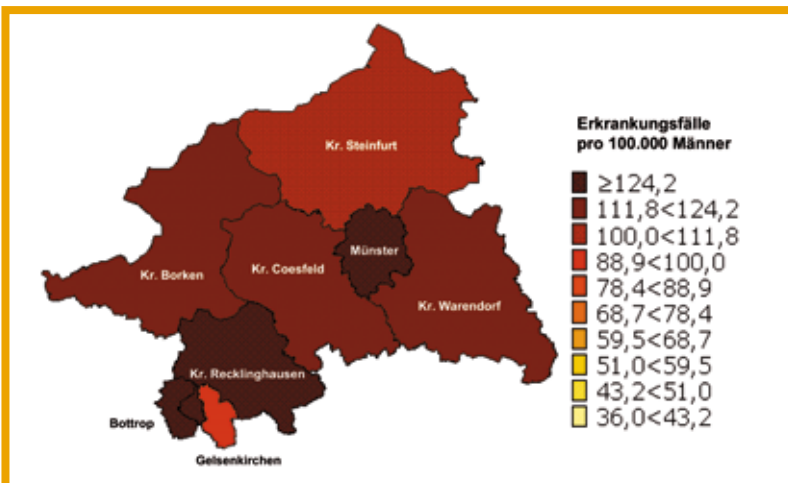 Kr. Steinfurt
Münster
Kr. Borken
Kr. Coesfeld
Kr. Warendorf
Kr. Recklinghausen
Bottrop
Gelsenkirchen
Erkrankungsfälle
pro 100.000 Männer
≥124,2
111,8<124,2
100,0<111,8
88,9<100,0
78,4<88,9
68,7<78,4
59,5<68,7
51,0<59,5
43,2<51,0
36,0<43,2